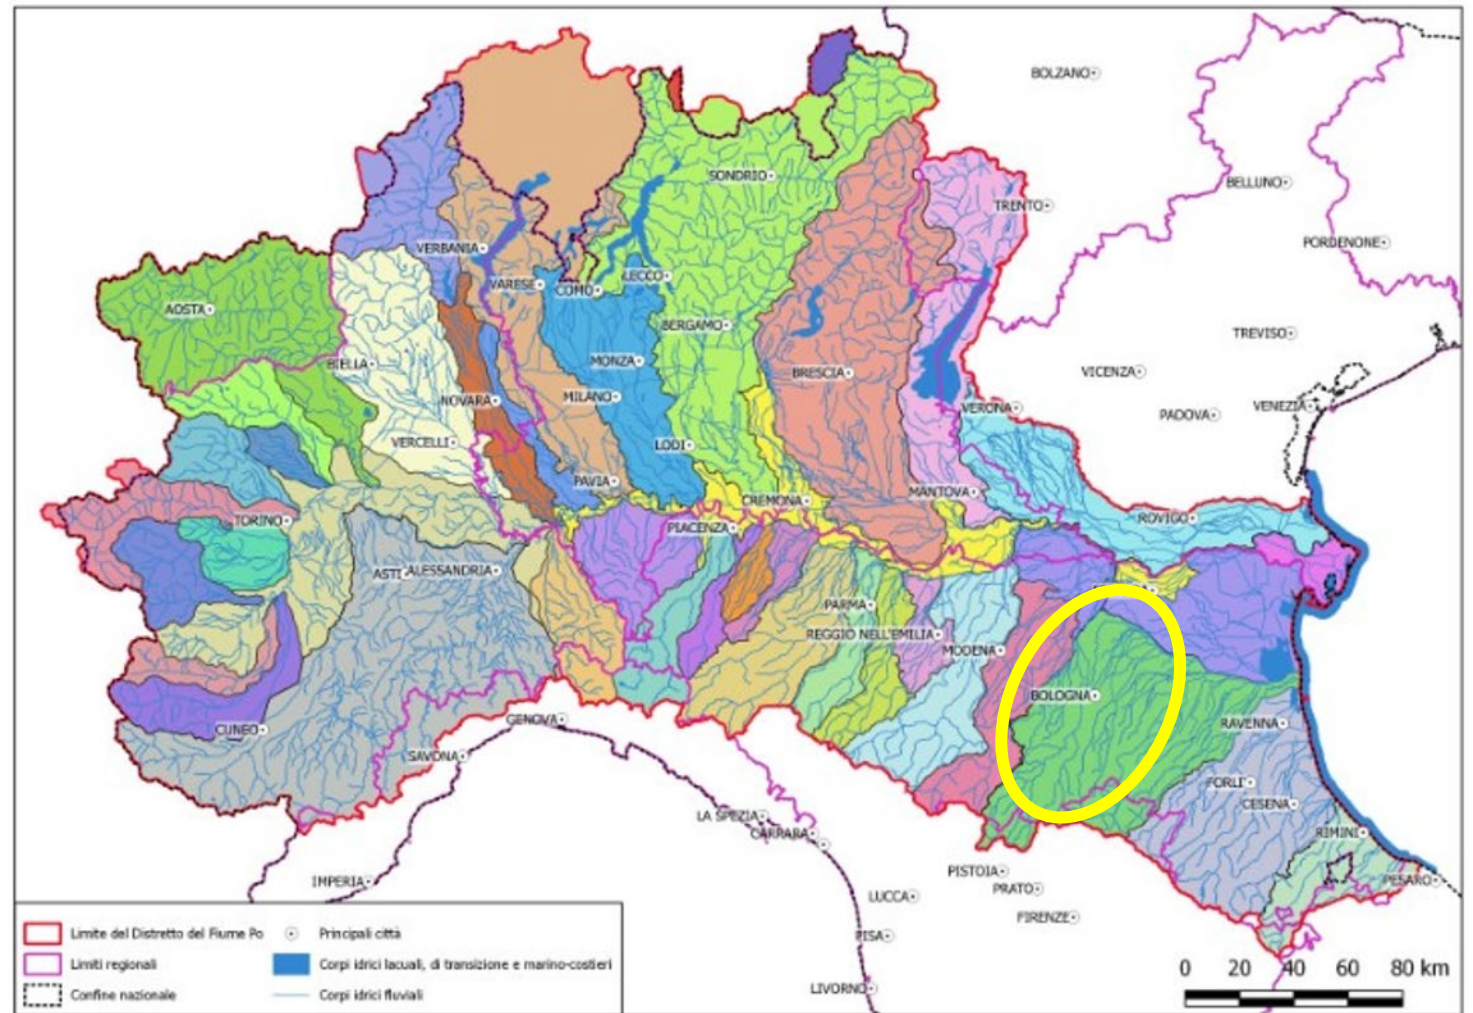 BOLZANO
SONDRIO
BELLUNO
TRENTO
PORDENONE
VERBANIA
LECCO
VARESE
COMO
AOSTA
BERGAMO
TREVISO
MONZA
BIELLA
BRESCIA
VICENZA
MILANO
NOVARA
VERONA
VENEZIA
PADOVA
VERCELLI
LODI
PAVIA
MANTOVA
CREMONA
TORINO
ROVIGO
PIACENZA
ASTI
ALESSANDRIA
PARMA
REGGIO NELL'EMILIA
MODENA
BOLOGNA
GENOVA
RAVENNA
CUNEO
SAVONA
FORLI'
CESENA
LA SPEZIA
CARRARA
RIMINI
PISTOIA
IMPERIA
PRATO
PESARO
LUCCA
FIRENZE
PISA
LIVORNO
Limite del Distretto del Fiume Po
Principali città
Limiti regionali
Corpi idrici lacuali, di transizione e marino-costieri
Confine nazionale
Corpi idrici fluviali
0 20 40 60 80 km